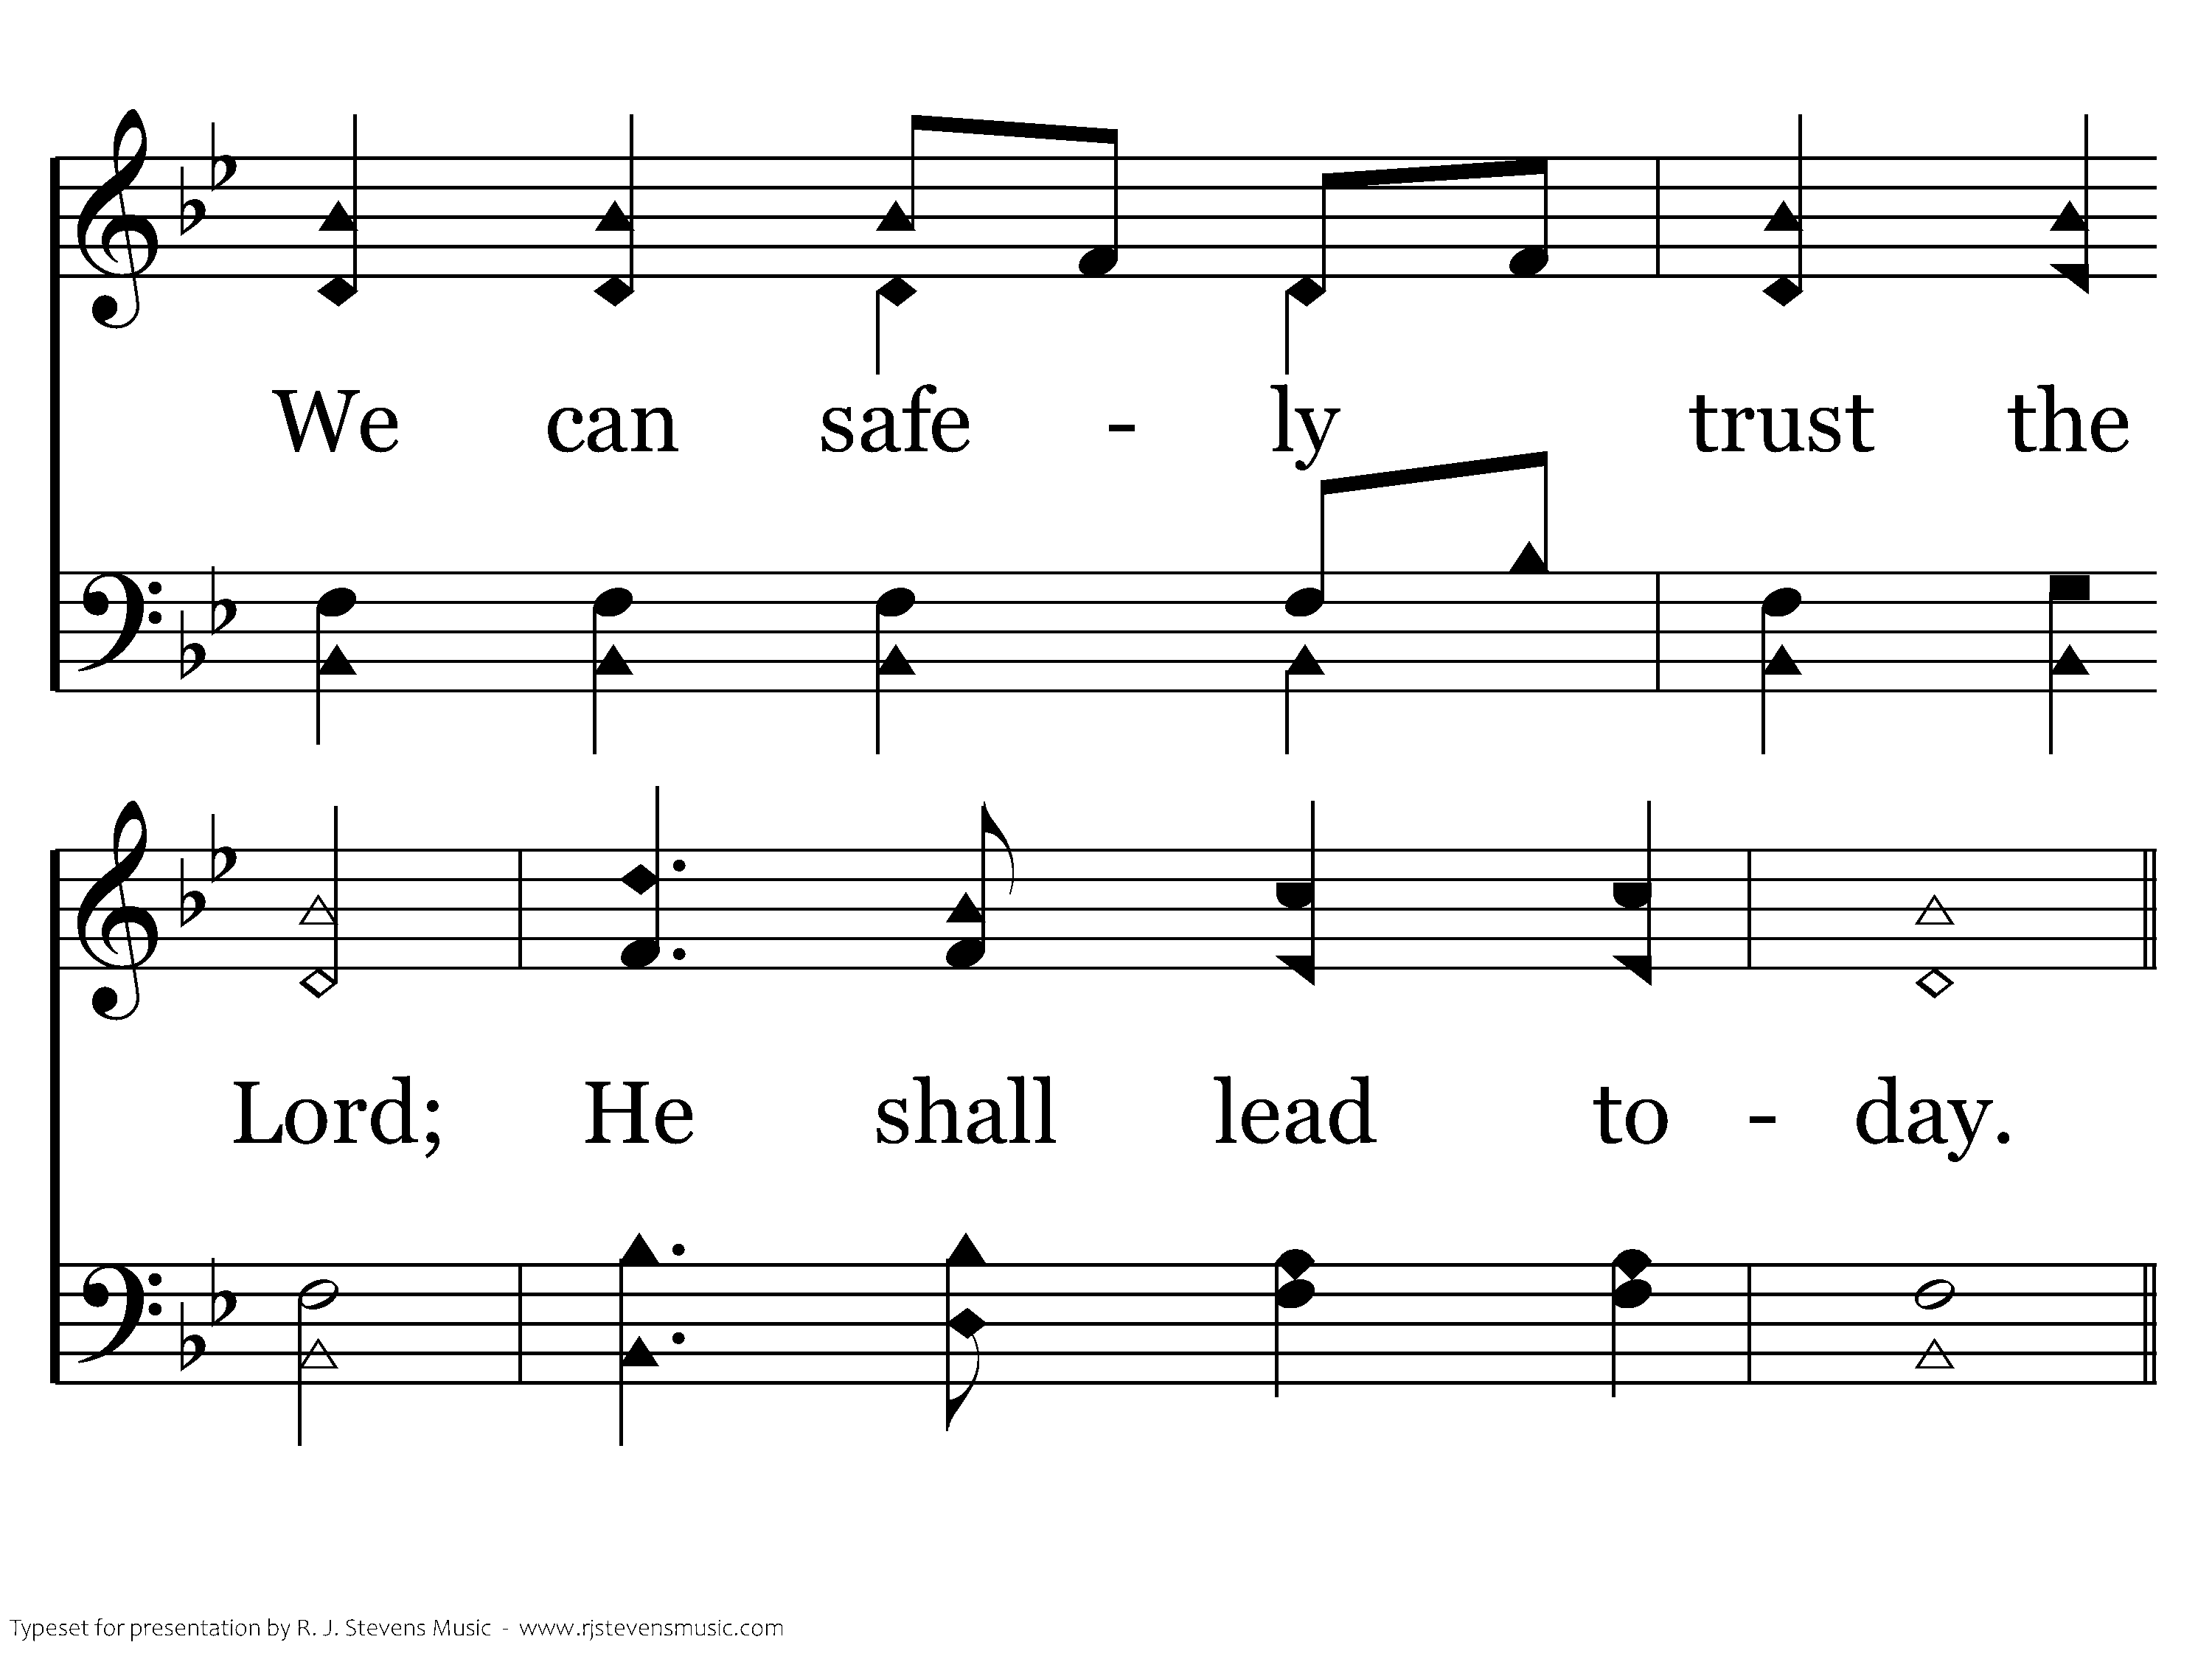 We can safe - ly trust the
Lord; He shall lead to - day.
Typeset for presentation by R. J. Stevens Music - www.rjstevensmusic.com